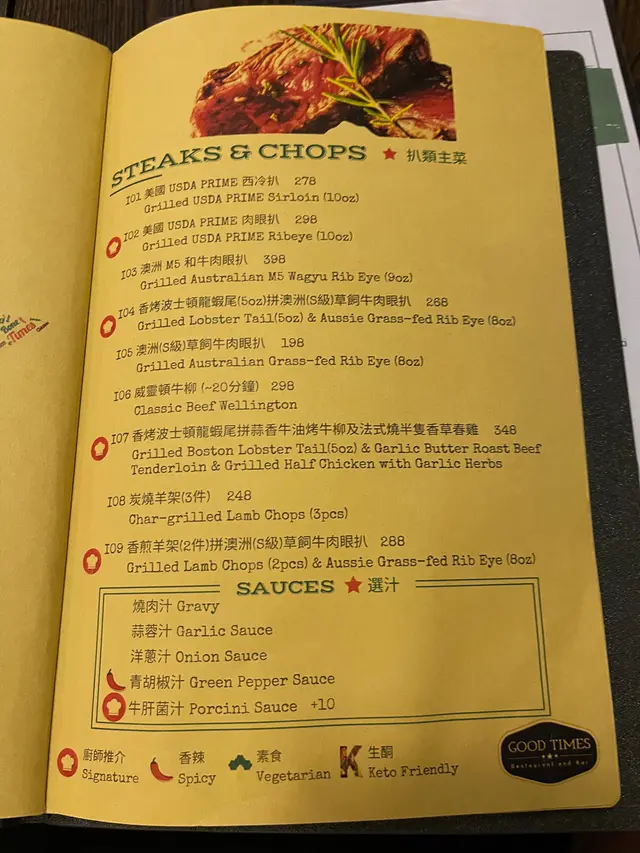 STEAKS & CHOPS ★ 扒類主菜
I01 美國 USDA PRIME 西冷扒 278
Grilled USDA PRIME Sirloin (10oz)
I02 美國 USDA PRIME 肉眼扒 298
Grilled USDA PRIME Ribeye (10oz)
I03 澳洲 M5 和牛肉眼扒 398
Grilled Australian M5 Wagyu Rib Eye (9oz)
I04 香烤波士頓龍蝦尾(5oz)拼澳洲(S級)草飼牛肉眼扒 268
Grilled Lobster Tail(5oz) & Aussie Grass-fed Rib Eye (8oz)
I05 澳洲(S級)草飼牛肉眼扒 198
Grilled Australian Grass-fed Rib Eye (8oz)
I06 威靈頓牛柳 (~20分鐘) 298
Classic Beef Wellington
I07 香烤波士頓龍蝦尾拼蒜香牛油烤牛柳及法式燒半隻香草春雞 348
Grilled Boston Lobster Tail(5oz) & Garlic Butter Roast Beef
Tenderloin & Grilled Half Chicken with Garlic Herbs
I08 炭燒羊架(3件) 248
Char-grilled Lamb Chops (3pcs)
I09 香煎羊架(2件)拼澳洲(S級)草飼牛肉眼扒 288
Grilled Lamb Chops (2pcs) & Aussie Grass-fed Rib Eye (8oz)
SAUCES ★ 選汁
燒肉汁 Gravy
蒜蓉汁 Garlic Sauce
洋蔥汁 Onion Sauce
青胡椒汁 Green Pepper Sauce
牛肝菌汁 Porcini Sauce +10
廚師推介 香辣 素食 生酮
Signature Spicy Vegetarian Keto Friendly
GOOD TIMES
Restaurant and Bar
Times